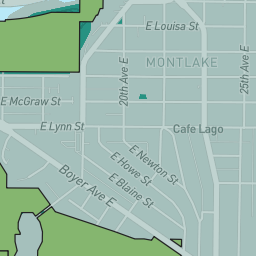 St
E Louisa St
MONTLAKE
20th Ave E
25th Ave E
E McGraw St
E Lynn St
Cafe Lago
E Newton St
E Howe St
Boyer Ave E
E Blaine St